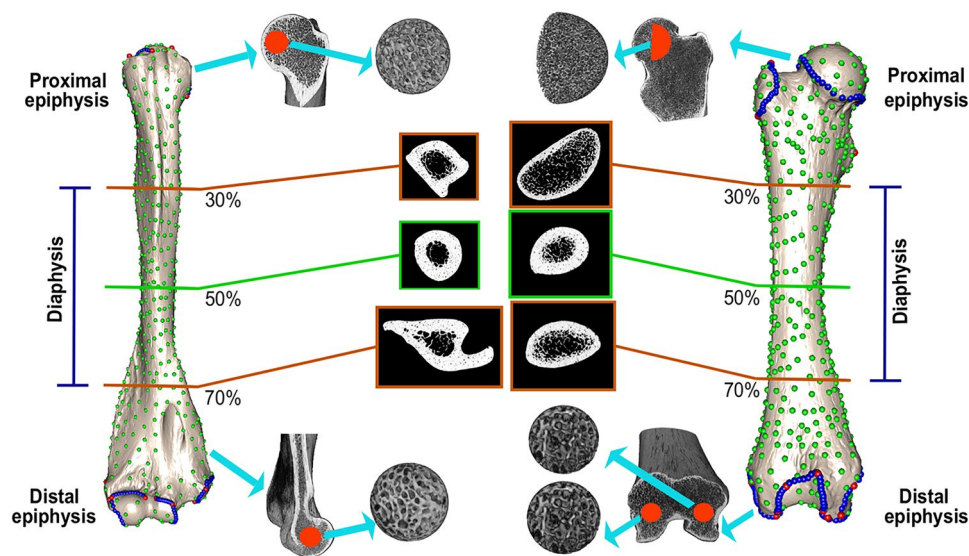 Proximal
epiphysis
Proximal
epiphysis
30%
30%
Diaphysis
50%
50%
Diaphysis
70%
70%
Distal
epiphysis
Distal
epiphysis